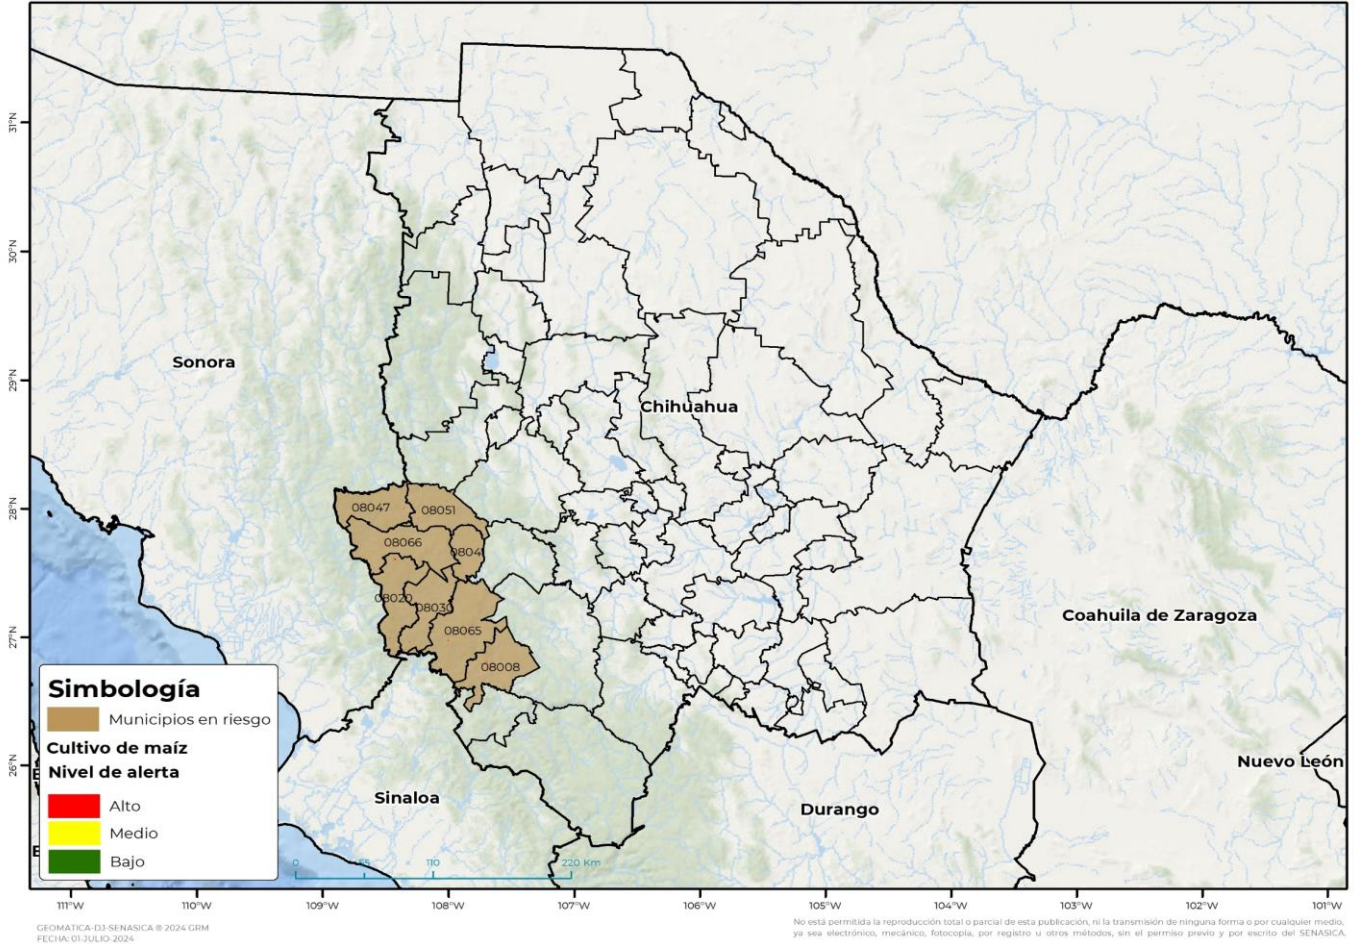 31°N
30°N
29°N
28°N
27°N
26°N
Sonora
Chihuahua
08047
08051
08066
0804
08020
08030
08065
08008
Coahuila de Zaragoza
Nuevo León
Sinaloa
Durango
Simbología
Municipios en riesgo
Cultivo de maíz
Nivel de alerta
Alto
Medio
Bajo
0 55 110 220 Km
111°W 110°W 109°W 108°W 107°W 106°W 105°W 104°W 103°W 102°W 101°W
GEOMATICA-DJ-SENASICA ® 2024 GRM
FECHA: 01-JULIO-2024
No está permitida la reproducción total o parcial de esta publicación, ni la transmisión de ninguna forma o por cualquier medio,
ya sea electrónico, mecánico, fotocopia, por registro u otros métodos, sin el permiso previo y por escrito del SENASICA.